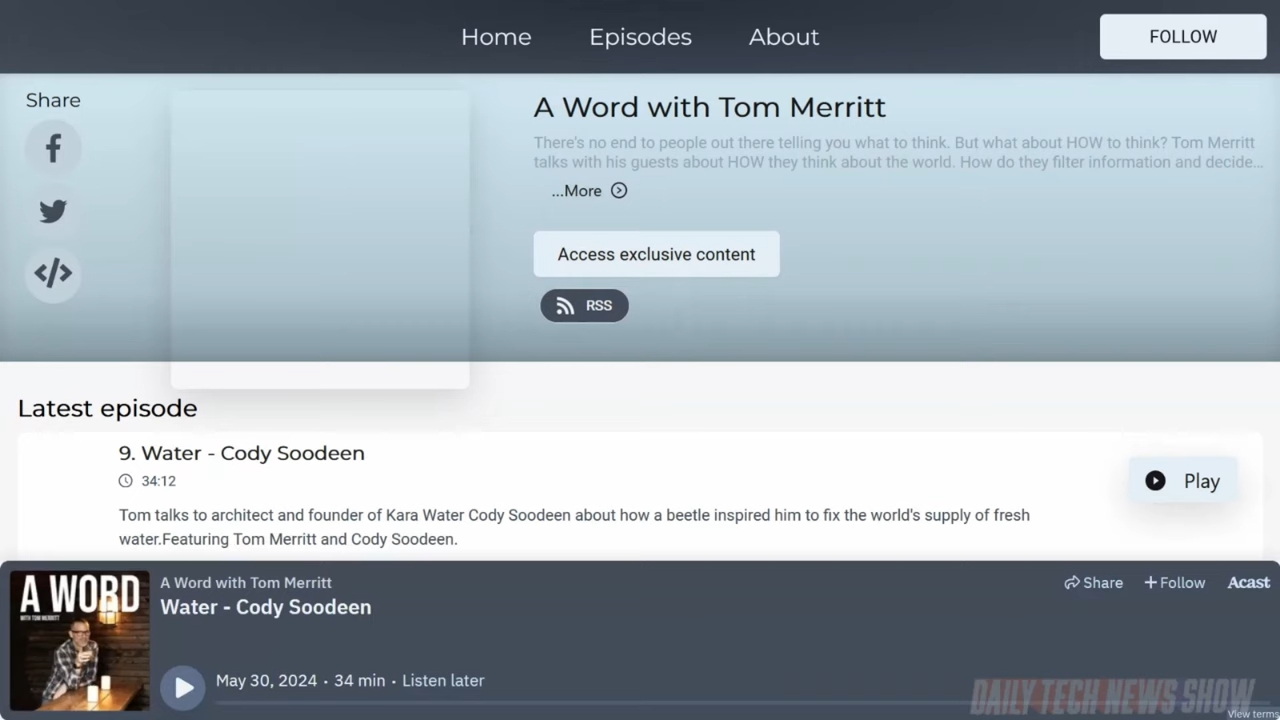 Home Episodes About FOLLOW
Share
A Word with Tom Merritt
There's no end to people out there telling you what to think. But what about HOW to think? Tom Merritt
talks with his guests about HOW they think about the world. How do they filter information and decide...
...More
Access exclusive content
RSS
Latest episode
9. Water - Cody Soodeen
34:12
Play
Tom talks to architect and founder of Kara Water Cody Soodeen about how a beetle inspired him to fix the world's supply of fresh
water.Featuring Tom Merritt and Cody Soodeen.
A WORD
WITH TOM MERRITT
A Word with Tom Merritt
Water - Cody Soodeen
Share + Follow Acast
May 30, 2024 • 34 min • Listen later
DAILY TECH NEWS SHOW
View terms